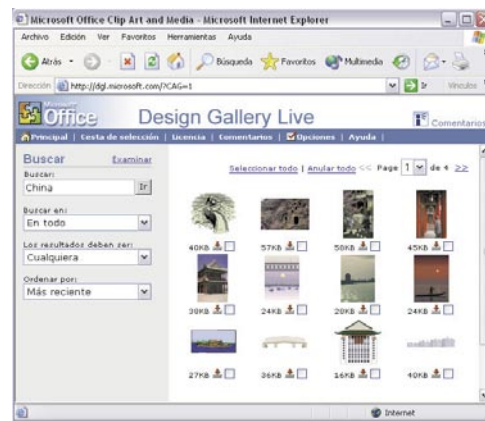 Microsoft Office Clip Art and Media - Microsoft Internet Explorer
Archivo Edición Ver Favoritos Herramientas Ayuda
Atrás Búsqueda Favoritos Multimedia
Dirección http://dgl.microsoft.com/?CAG=1 Ir Vínculos
Microsoft
Office Design Gallery Live Comentarios
Principal | Cesta de selección | Licencia | Comentarios | Opciones | Ayuda |
Buscar Examinar
Buscar:
China Ir
Buscar en:
En todo
Los resultados deben ser:
Cualquiera
Ordenar por:
Más reciente
Seleccionar todo | Anular todo << Page 1 de 4 >>
40KB 57KB 50KB 45KB
30KB 24KB 20KB 24KB
27KB 36KB 16KB 40KB
Internet